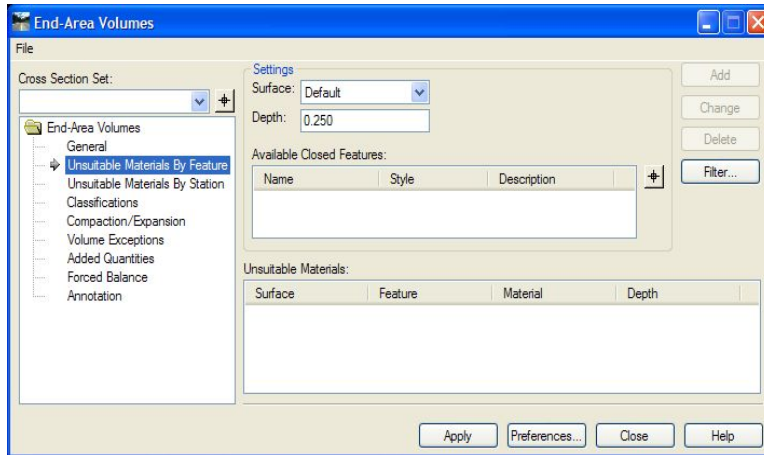 End-Area Volumes
File
Cross Section Set:
End-Area Volumes
General
Unsuitable Materials By Feature
Unsuitable Materials By Station
Classifications
Compaction/Expansion
Volume Exceptions
Added Quantities
Forced Balance
Annotation
Settings
Surface: Default
Depth: 0.250
Available Closed Features:
Name Style Description
Unsuitable Materials:
Surface Feature Material Depth
Add
Change
Delete
Filter...
Apply Preferences... Close Help